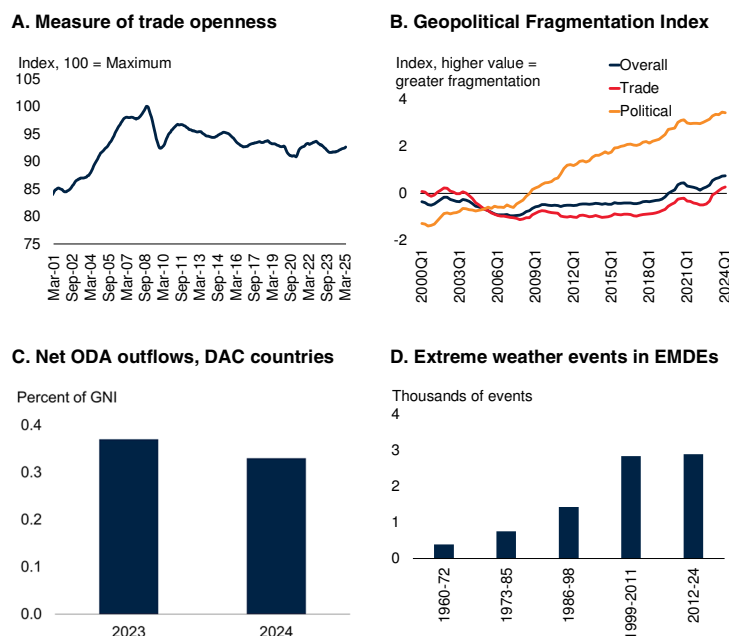 A. Measure of trade openness
Index, 100 = Maximum
105
100
95
90
85
80
75
Mar-01
Sep-02
Mar-04
Sep-05
Mar-07
Sep-08
Mar-10
Sep-11
Mar-13
Sep-14
Mar-16
Sep-17
Mar-19
Sep-20
Mar-22
Sep-23
Mar-25
B. Geopolitical Fragmentation Index
Index, higher value =
greater fragmentation
Overall
Trade
Political
4
2
0
-2
2000Q1
2003Q1
2006Q1
2009Q1
2012Q1
2015Q1
2018Q1
2021Q1
2024Q1
C. Net ODA outflows, DAC countries
Percent of GNI
0.4
0.3
0.2
0.1
0.0
2023
2024
D. Extreme weather events in EMDEs
Thousands of events
4
3
2
1
0
1960-72
1973-85
1986-98
1999-2011
2012-24